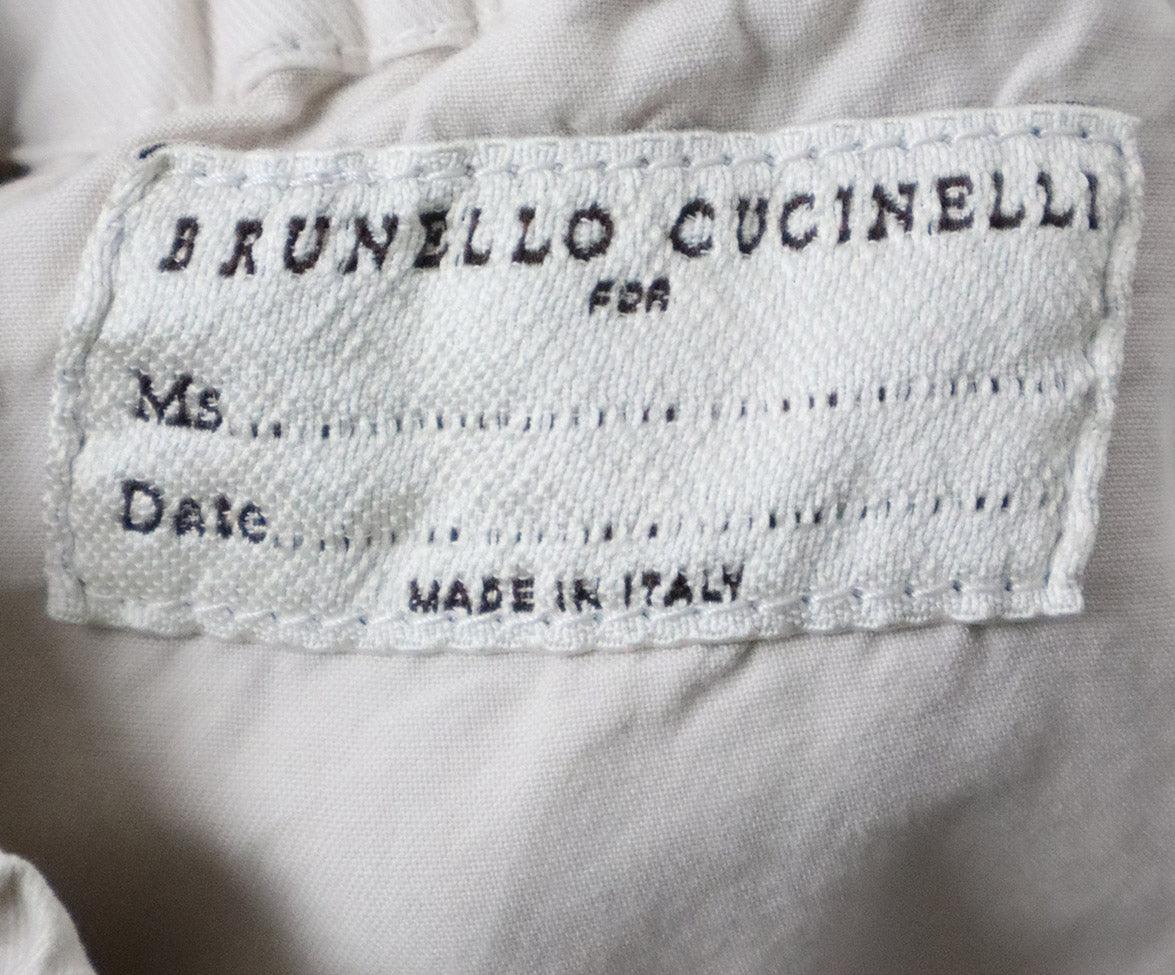 BRUNELLO CUCINELLI
FOR
Ms..............................
Date..............................
MADE IN ITALY